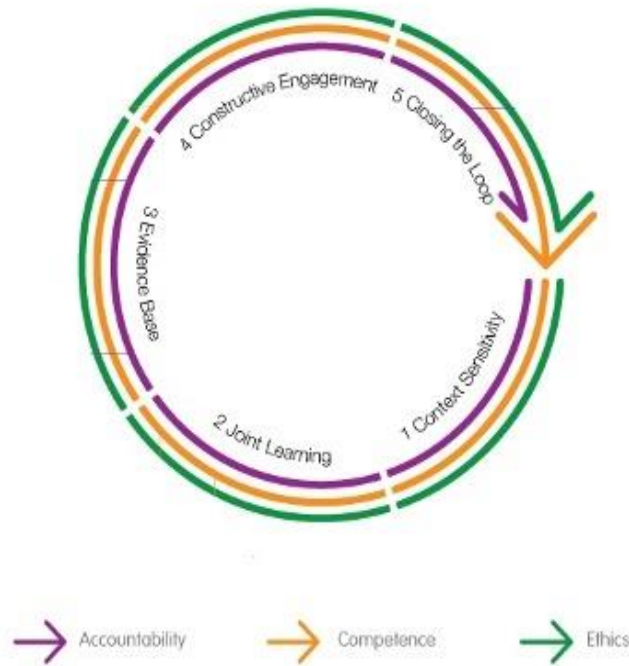 4 Constructive Engagement
5 Closing the Loop
3 Evidence Base
2 Joint Learning
1 Context Sensitivity
Accountability
Competence
Ethics